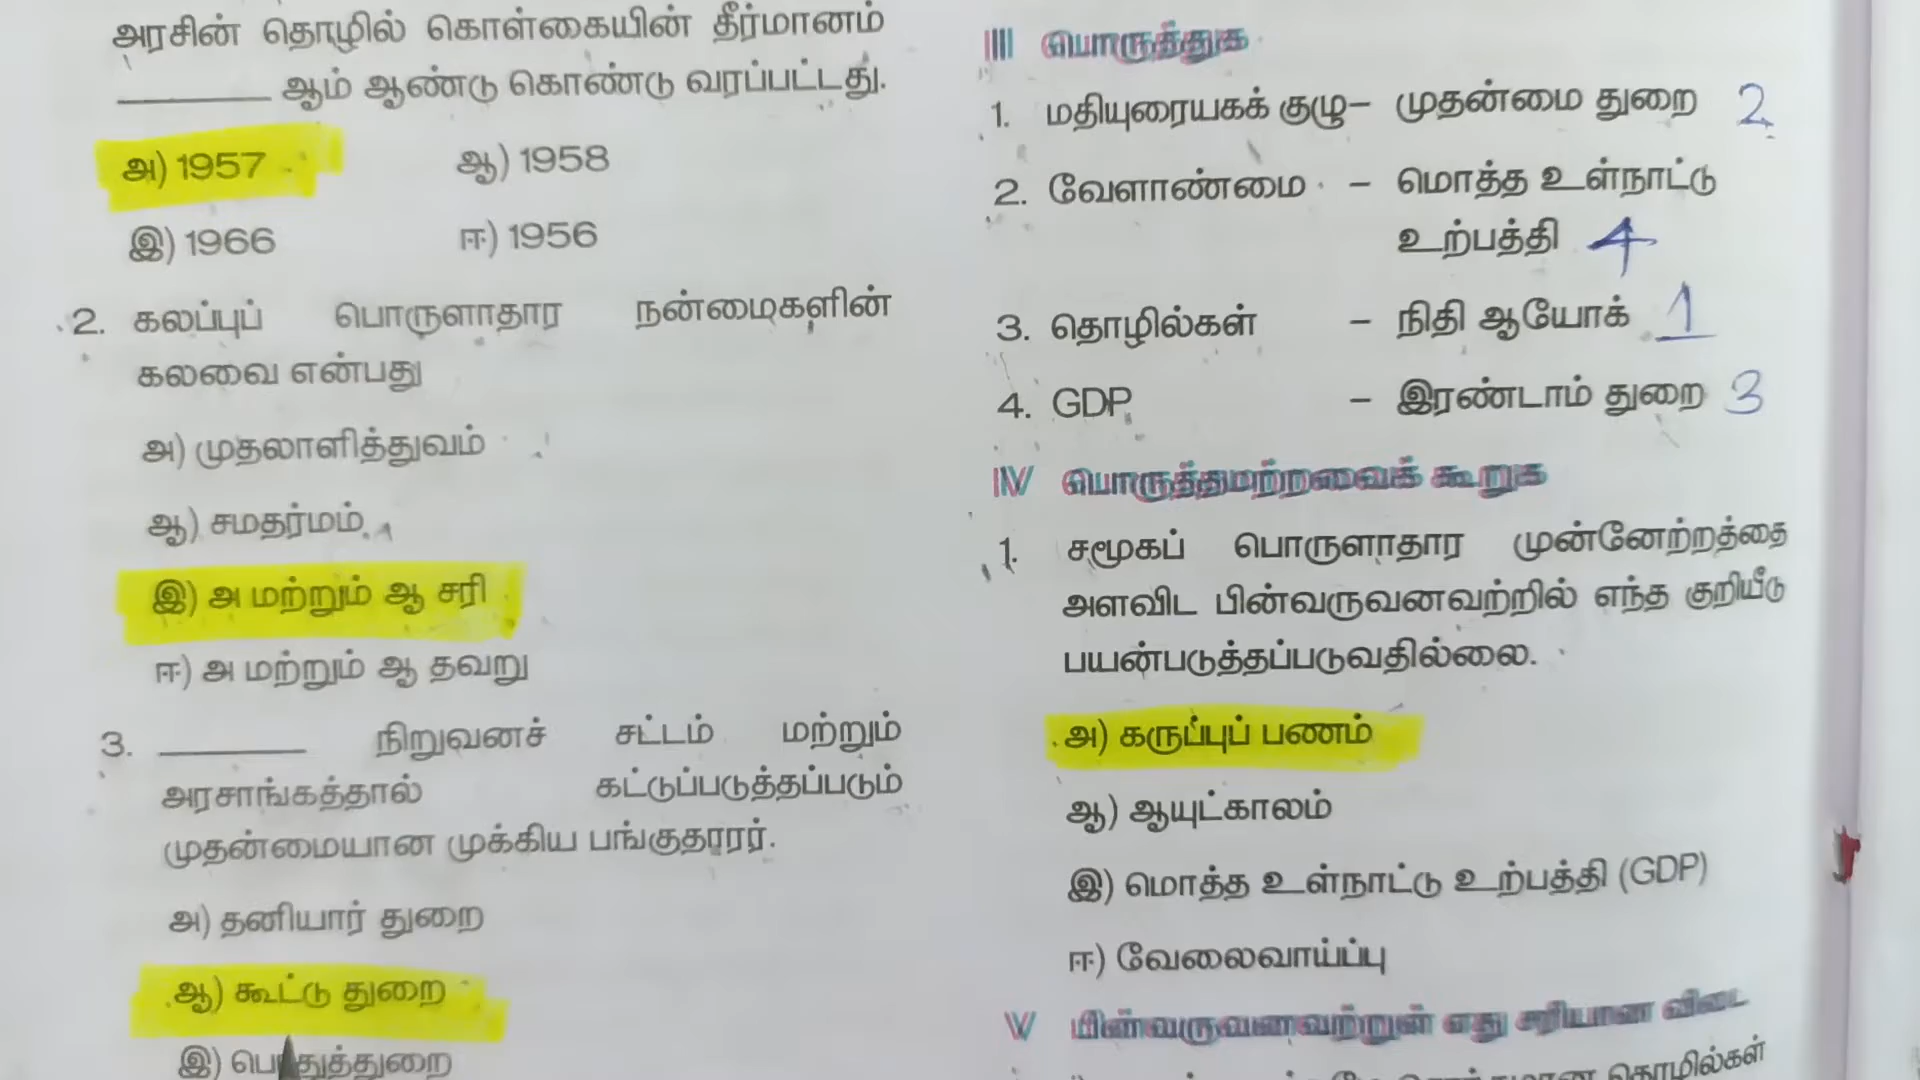 அரசின் தொழில் கொள்கையின் தீர்மானம்
________ ஆம் ஆண்டு கொண்டு வரப்பட்டது.
அ) 1957 ஆ) 1958
இ) 1966 ஈ) 1956
2. கலப்புப் பொருளாதார நன்மைகளின்
கலவை என்பது
அ) முதலாளித்துவம்
ஆ) சமதர்மம்
இ) அ மற்றும் ஆ சரி
ஈ) அ மற்றும் ஆ தவறு
3. ________ நிறுவனச் சட்டம் மற்றும்
அரசாங்கத்தால் கட்டுப்படுத்தப்படும்
முதன்மையான முக்கிய பங்குதாரர்.
அ) தனியார் துறை
ஆ) கூட்டு துறை
இ) பொதுத்துறை
III பொருத்துக
1. மதியுரையகக் குழு – முதன்மை துறை 2
2. வேளாண்மை – மொத்த உள்நாட்டு
உற்பத்தி 4
3. தொழில்கள் – நிதி ஆயோக் 1
4. GDP – இரண்டாம் துறை 3
IV பொருத்தமற்றவைக் கூறுக
1. சமூகப் பொருளாதார முன்னேற்றத்தை
அளவிட பின்வருவனவற்றில் எந்த குறியீடு
பயன்படுத்தப்படுவதில்லை.
அ) கருப்புப் பணம்
ஆ) ஆயுட்காலம்
இ) மொத்த உள்நாட்டு உற்பத்தி (GDP)
ஈ) வேலைவாய்ப்பு
V பின்வருவனவற்றுள் எது சரியான விடை
தொழில்கள்